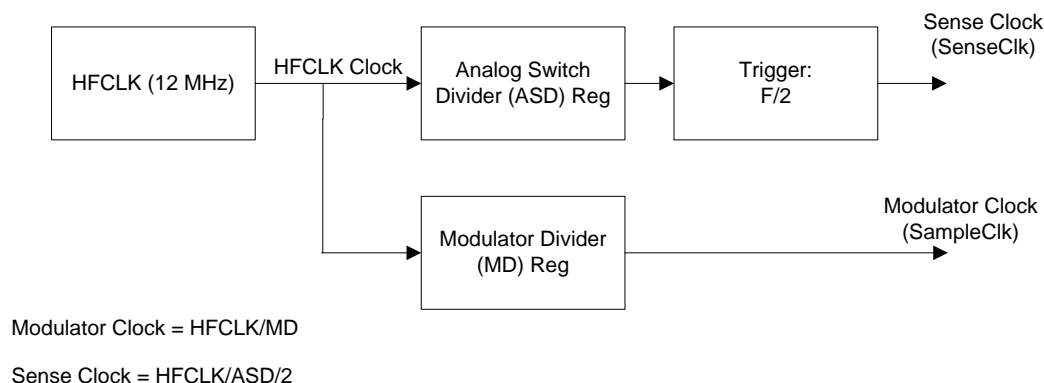 HFCLK (12 MHz)
HFCLK Clock
Analog Switch
Divider (ASD) Reg
Trigger:
F/2
Sense Clock
(SenseClk)
Modulator Divider
(MD) Reg
Modulator Clock
(SampleClk)
Modulator Clock = HFCLK/MD
Sense Clock = HFCLK/ASD/2